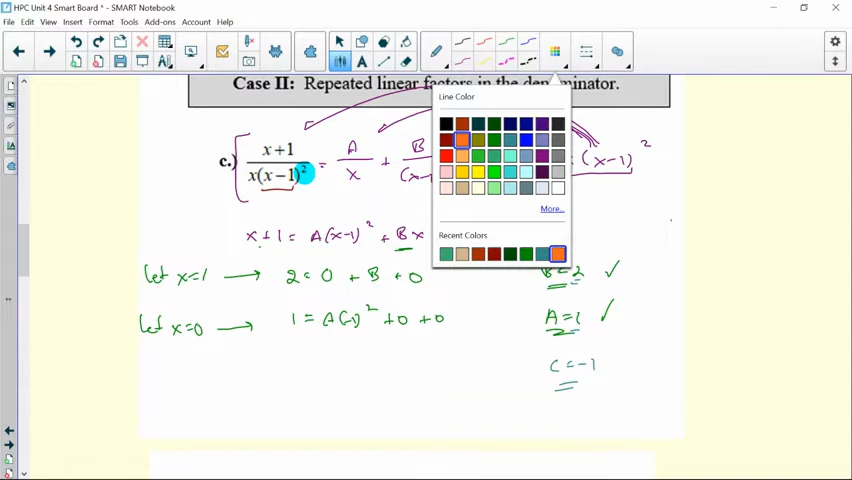 HPC Unit 4 Smart Board * - SMART Notebook
File Edit View Insert Format Tools Add-ons Account Help
Case II: Repeated linear factors in the den
nator.
Line Color
c.) x+1 / x(x−1)² = A/x + B/(x−
(x−1)²
More...
Recent Colors
x+1 = A(x−1)² + Bx
let x=1 → 2 = 0 + B + 0 B=2 ✓
let x=0 → 1 = A(-1)² +0 +0 A=1 ✓
C=-1